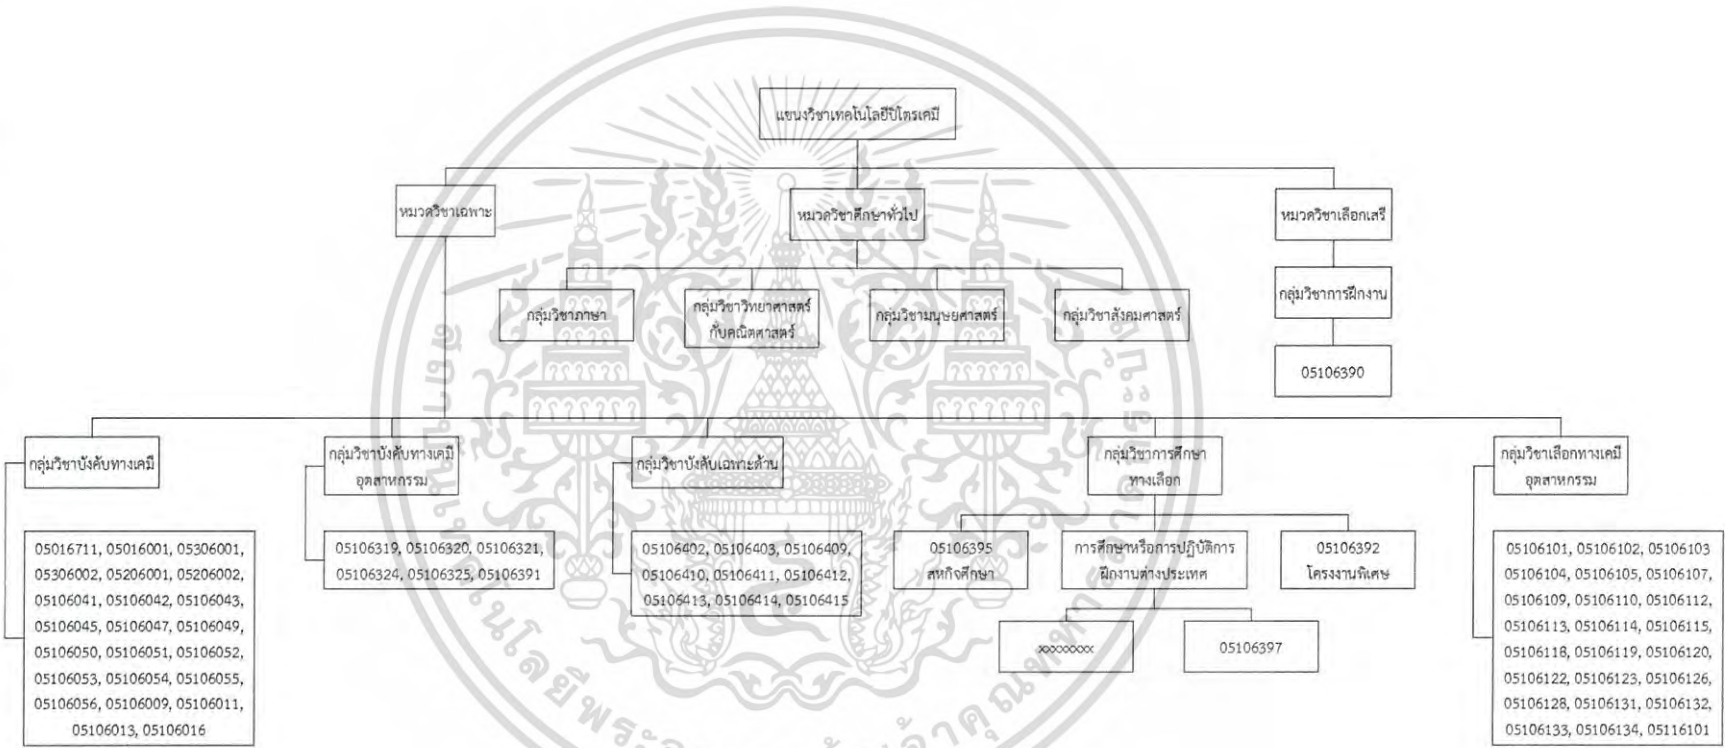 แขนงวิชาเทคโนโลยีปิโตรเคมี
หมวดวิชาเฉพาะ
หมวดวิชาศึกษาทั่วไป
หมวดวิชาเลือกเสรี
กลุ่มวิชาภาษา
กลุ่มวิชาวิทยาศาสตร์
กับคณิตศาสตร์
กลุ่มวิชามนุษยศาสตร์
กลุ่มวิชาสังคมศาสตร์
กลุ่มวิชาการฝึกงาน
05106390
กลุ่มวิชาบังคับทางเคมี
05016711, 05016001, 05306001,
05306002, 05206001, 05206002,
05106041, 05106042, 05106043,
05106045, 05106047, 05106049,
05106050, 05106051, 05106052,
05106053, 05106054, 05106055,
05106056, 05106009, 05106011,
05106013, 05106016
กลุ่มวิชาบังคับทางเคมี
อุตสาหกรรม
05106319, 05106320, 05106321,
05106324, 05106325, 05106391
กลุ่มวิชาบังคับเฉพาะด้าน
05106402, 05106403, 05106409,
05106410, 05106411, 05106412,
05106413, 05106414, 05106415
กลุ่มวิชาการศึกษา
ทางเลือก
05106395
สหกิจศึกษา
การศึกษาหรือการปฏิบัติการ
ฝึกงานต่างประเทศ
05106392
โครงงานพิเศษ
xxxxxxxx
05106397
กลุ่มวิชาเลือกทางเคมี
อุตสาหกรรม
05106101, 05106102, 05106103
05106104, 05106105, 05106107,
05106109, 05106110, 05106112,
05106113, 05106114, 05106115,
05106118, 05106119, 05106120,
05106122, 05106123, 05106126,
05106128, 05106131, 05106132,
05106133, 05106134, 05116101